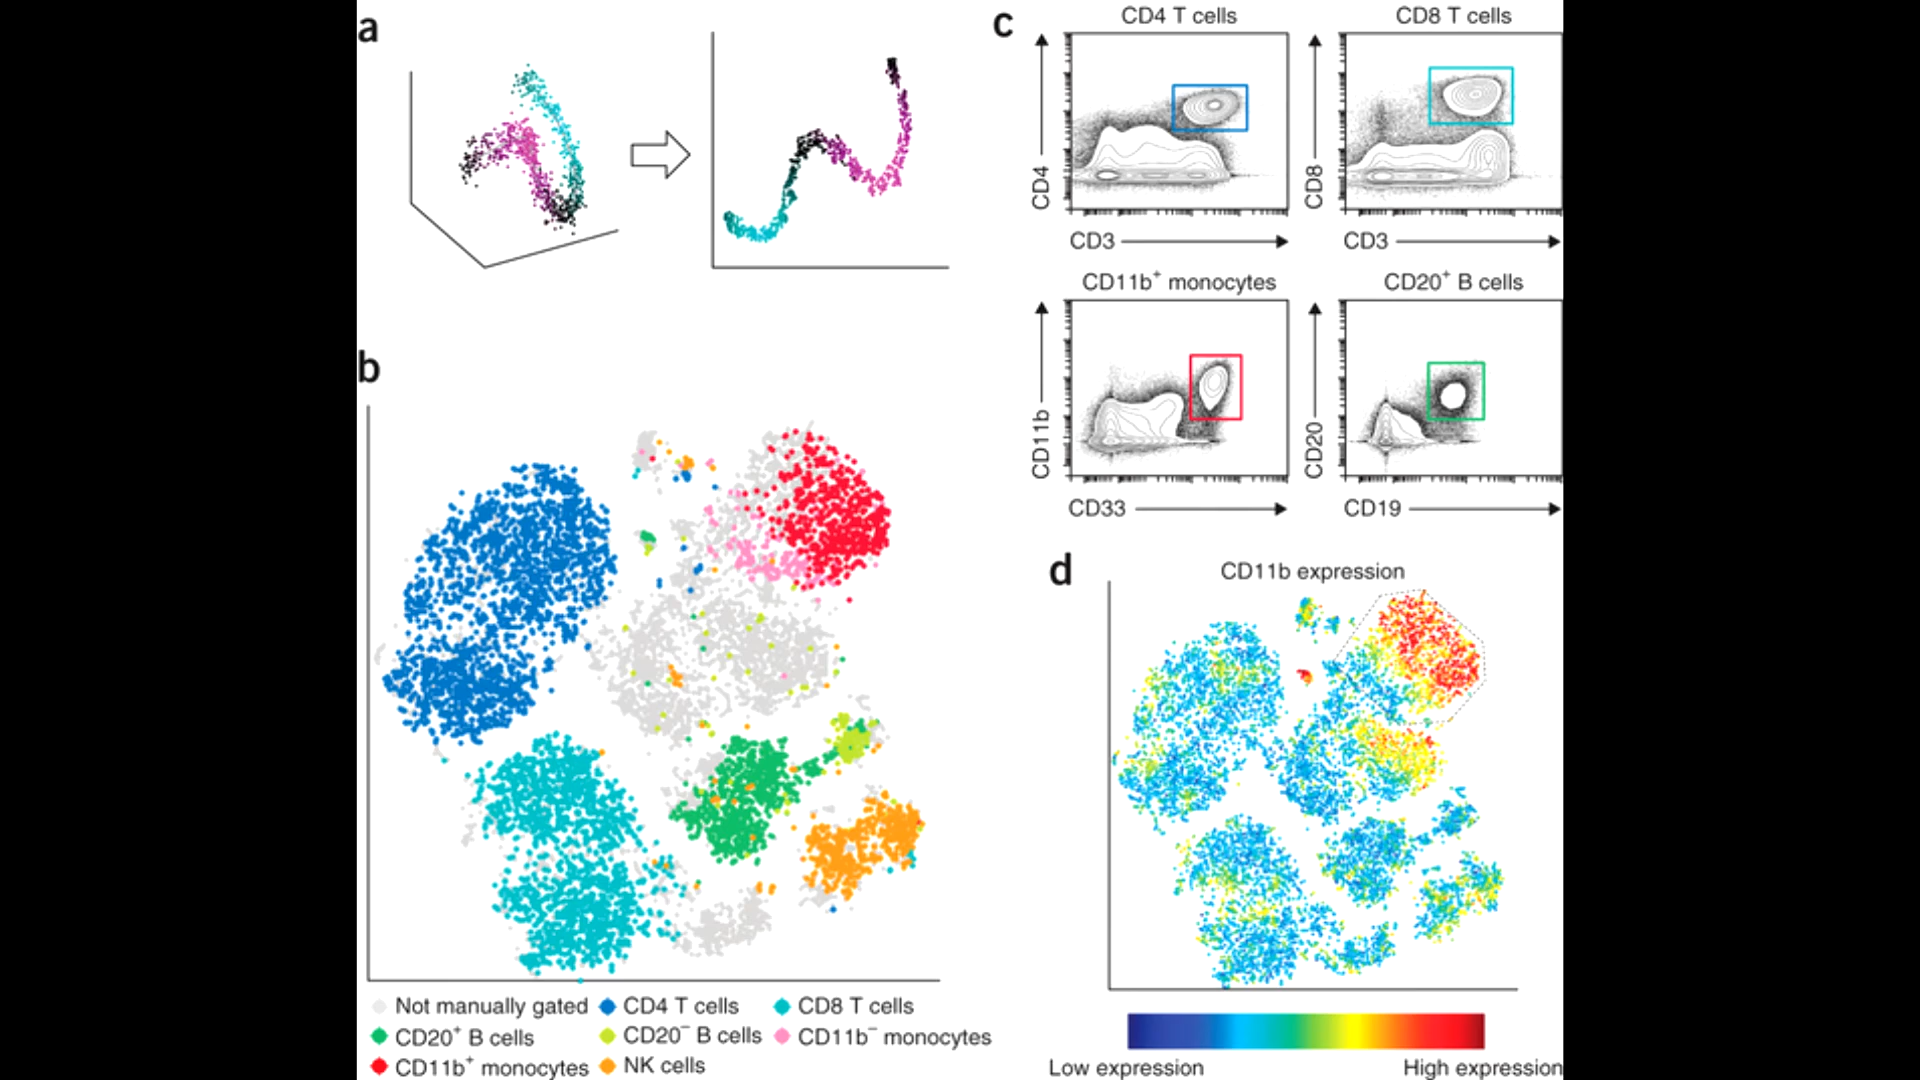 a
b
Not manually gated
CD4 T cells
CD8 T cells
CD20⁺ B cells
CD20⁻ B cells
CD11b⁻ monocytes
CD11b⁺ monocytes
NK cells
c
CD4 T cells
CD4
CD3
CD8 T cells
CD8
CD3
CD11b⁺ monocytes
CD11b
CD33
CD20⁺ B cells
CD20
CD19
d
CD11b expression
Low expression
High expression